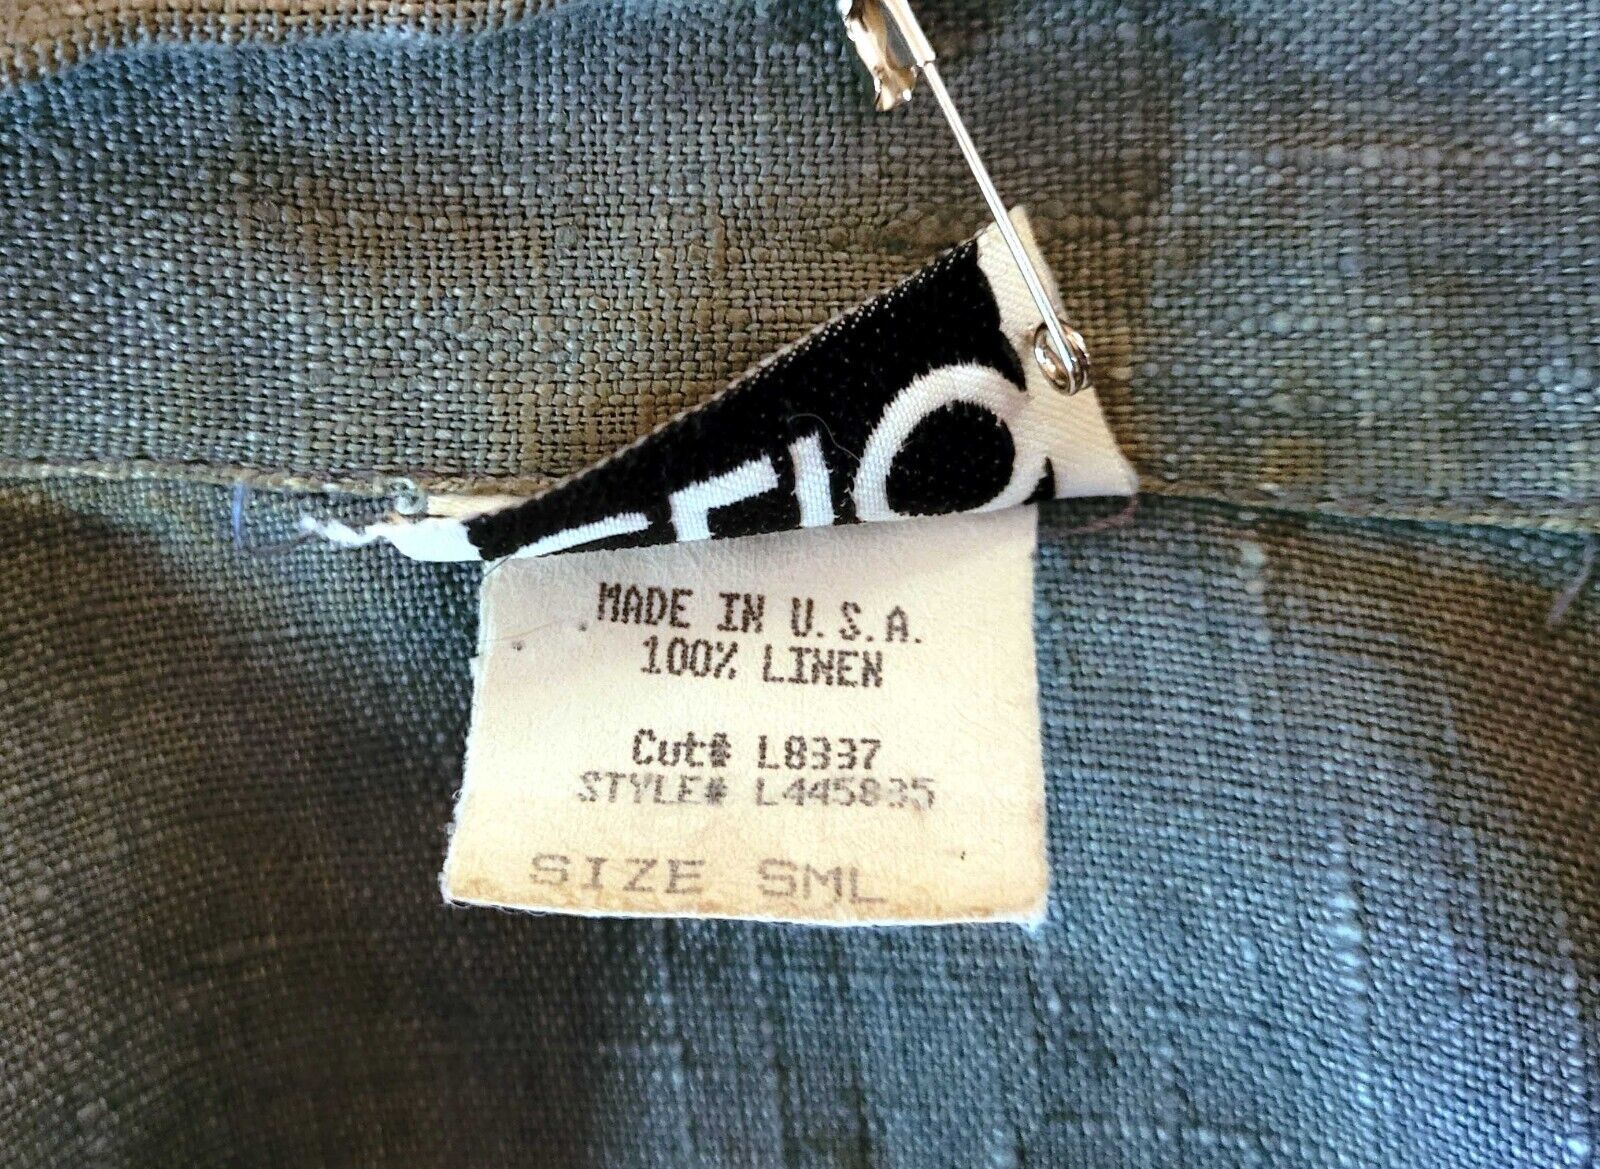 MADE IN U.S.A.
100% LINEN
Cut# L8337
STYLE# L445835
SIZE SML